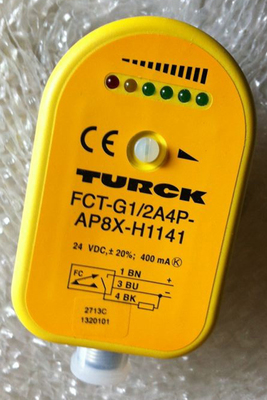 CE
TURCK
FCT-G1/2A4P-
AP8X-H1141
24 VDC,± 20%; 400 mA K
FC
1 BN
3 BU
4 BK
2713C
1320101